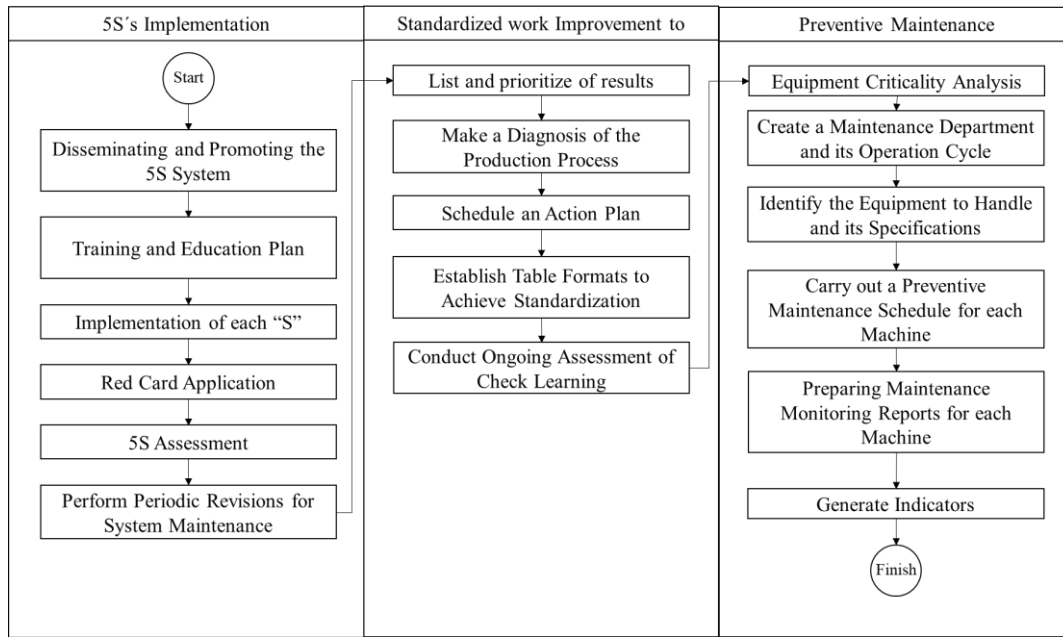 5S´s Implementation
Start
Disseminating and Promoting the
5S System
Training and Education Plan
Implementation of each “S”
Red Card Application
5S Assessment
Perform Periodic Revisions for
System Maintenance
Standardized work Improvement to
List and prioritize of results
Make a Diagnosis of the
Production Process
Schedule an Action Plan
Establish Table Formats to
Achieve Standardization
Conduct Ongoing Assessment of
Check Learning
Preventive Maintenance
Equipment Criticality Analysis
Create a Maintenance Department
and its Operation Cycle
Identify the Equipment to Handle
and its Specifications
Carry out a Preventive
Maintenance Schedule for each
Machine
Preparing Maintenance
Monitoring Reports for each
Machine
Generate Indicators
Finish